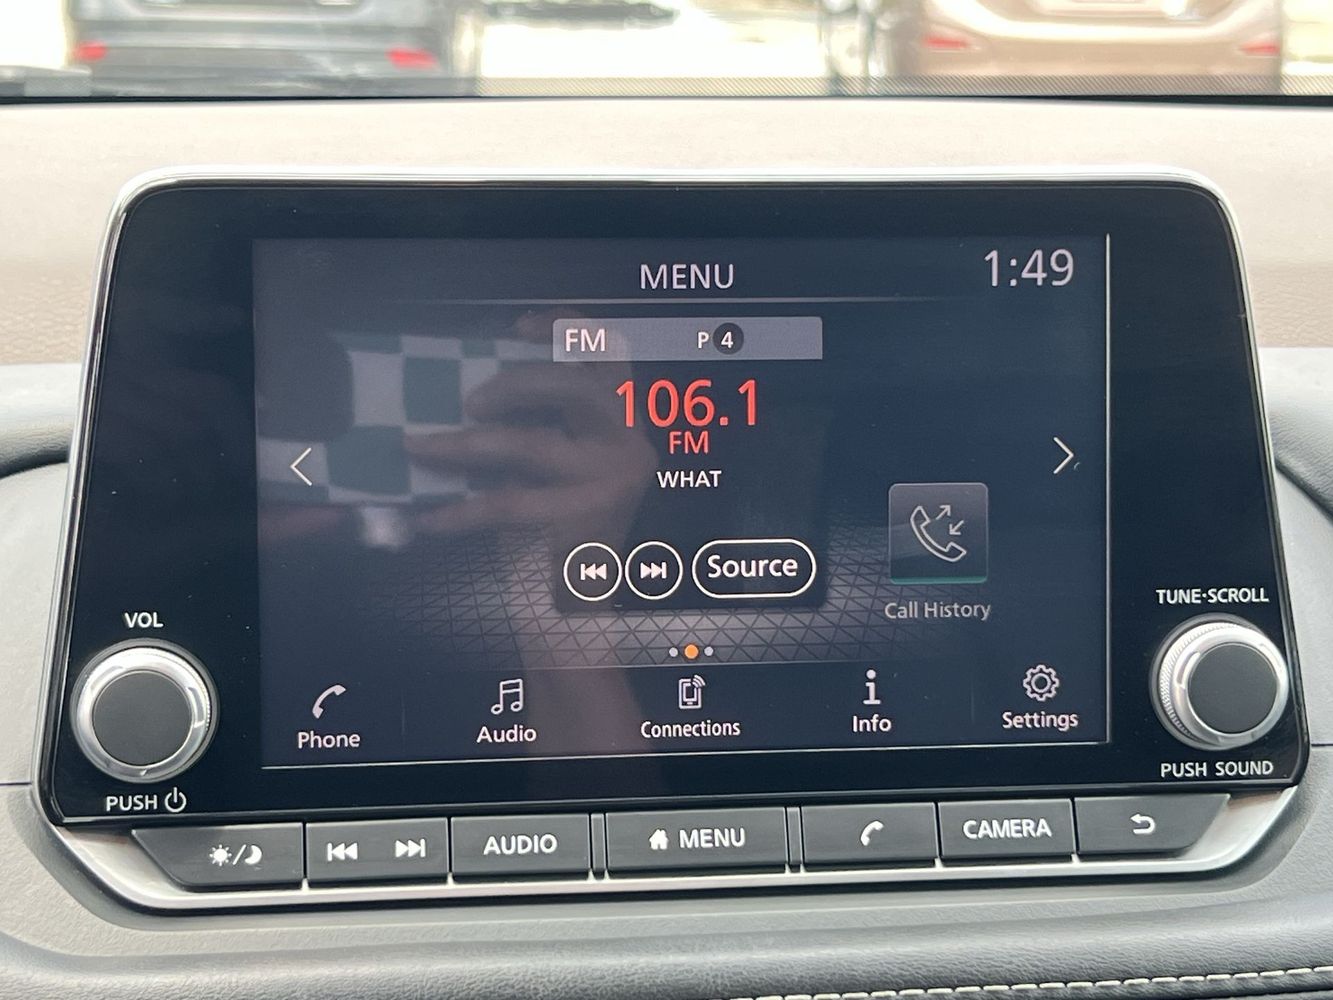 MENU
1:49
FM P 4
106.1
FM
WHAT
Source
Call History
VOL
TUNE·SCROLL
Phone
Audio
Connections
Info
Settings
PUSH
PUSH SOUND
AUDIO
MENU
CAMERA